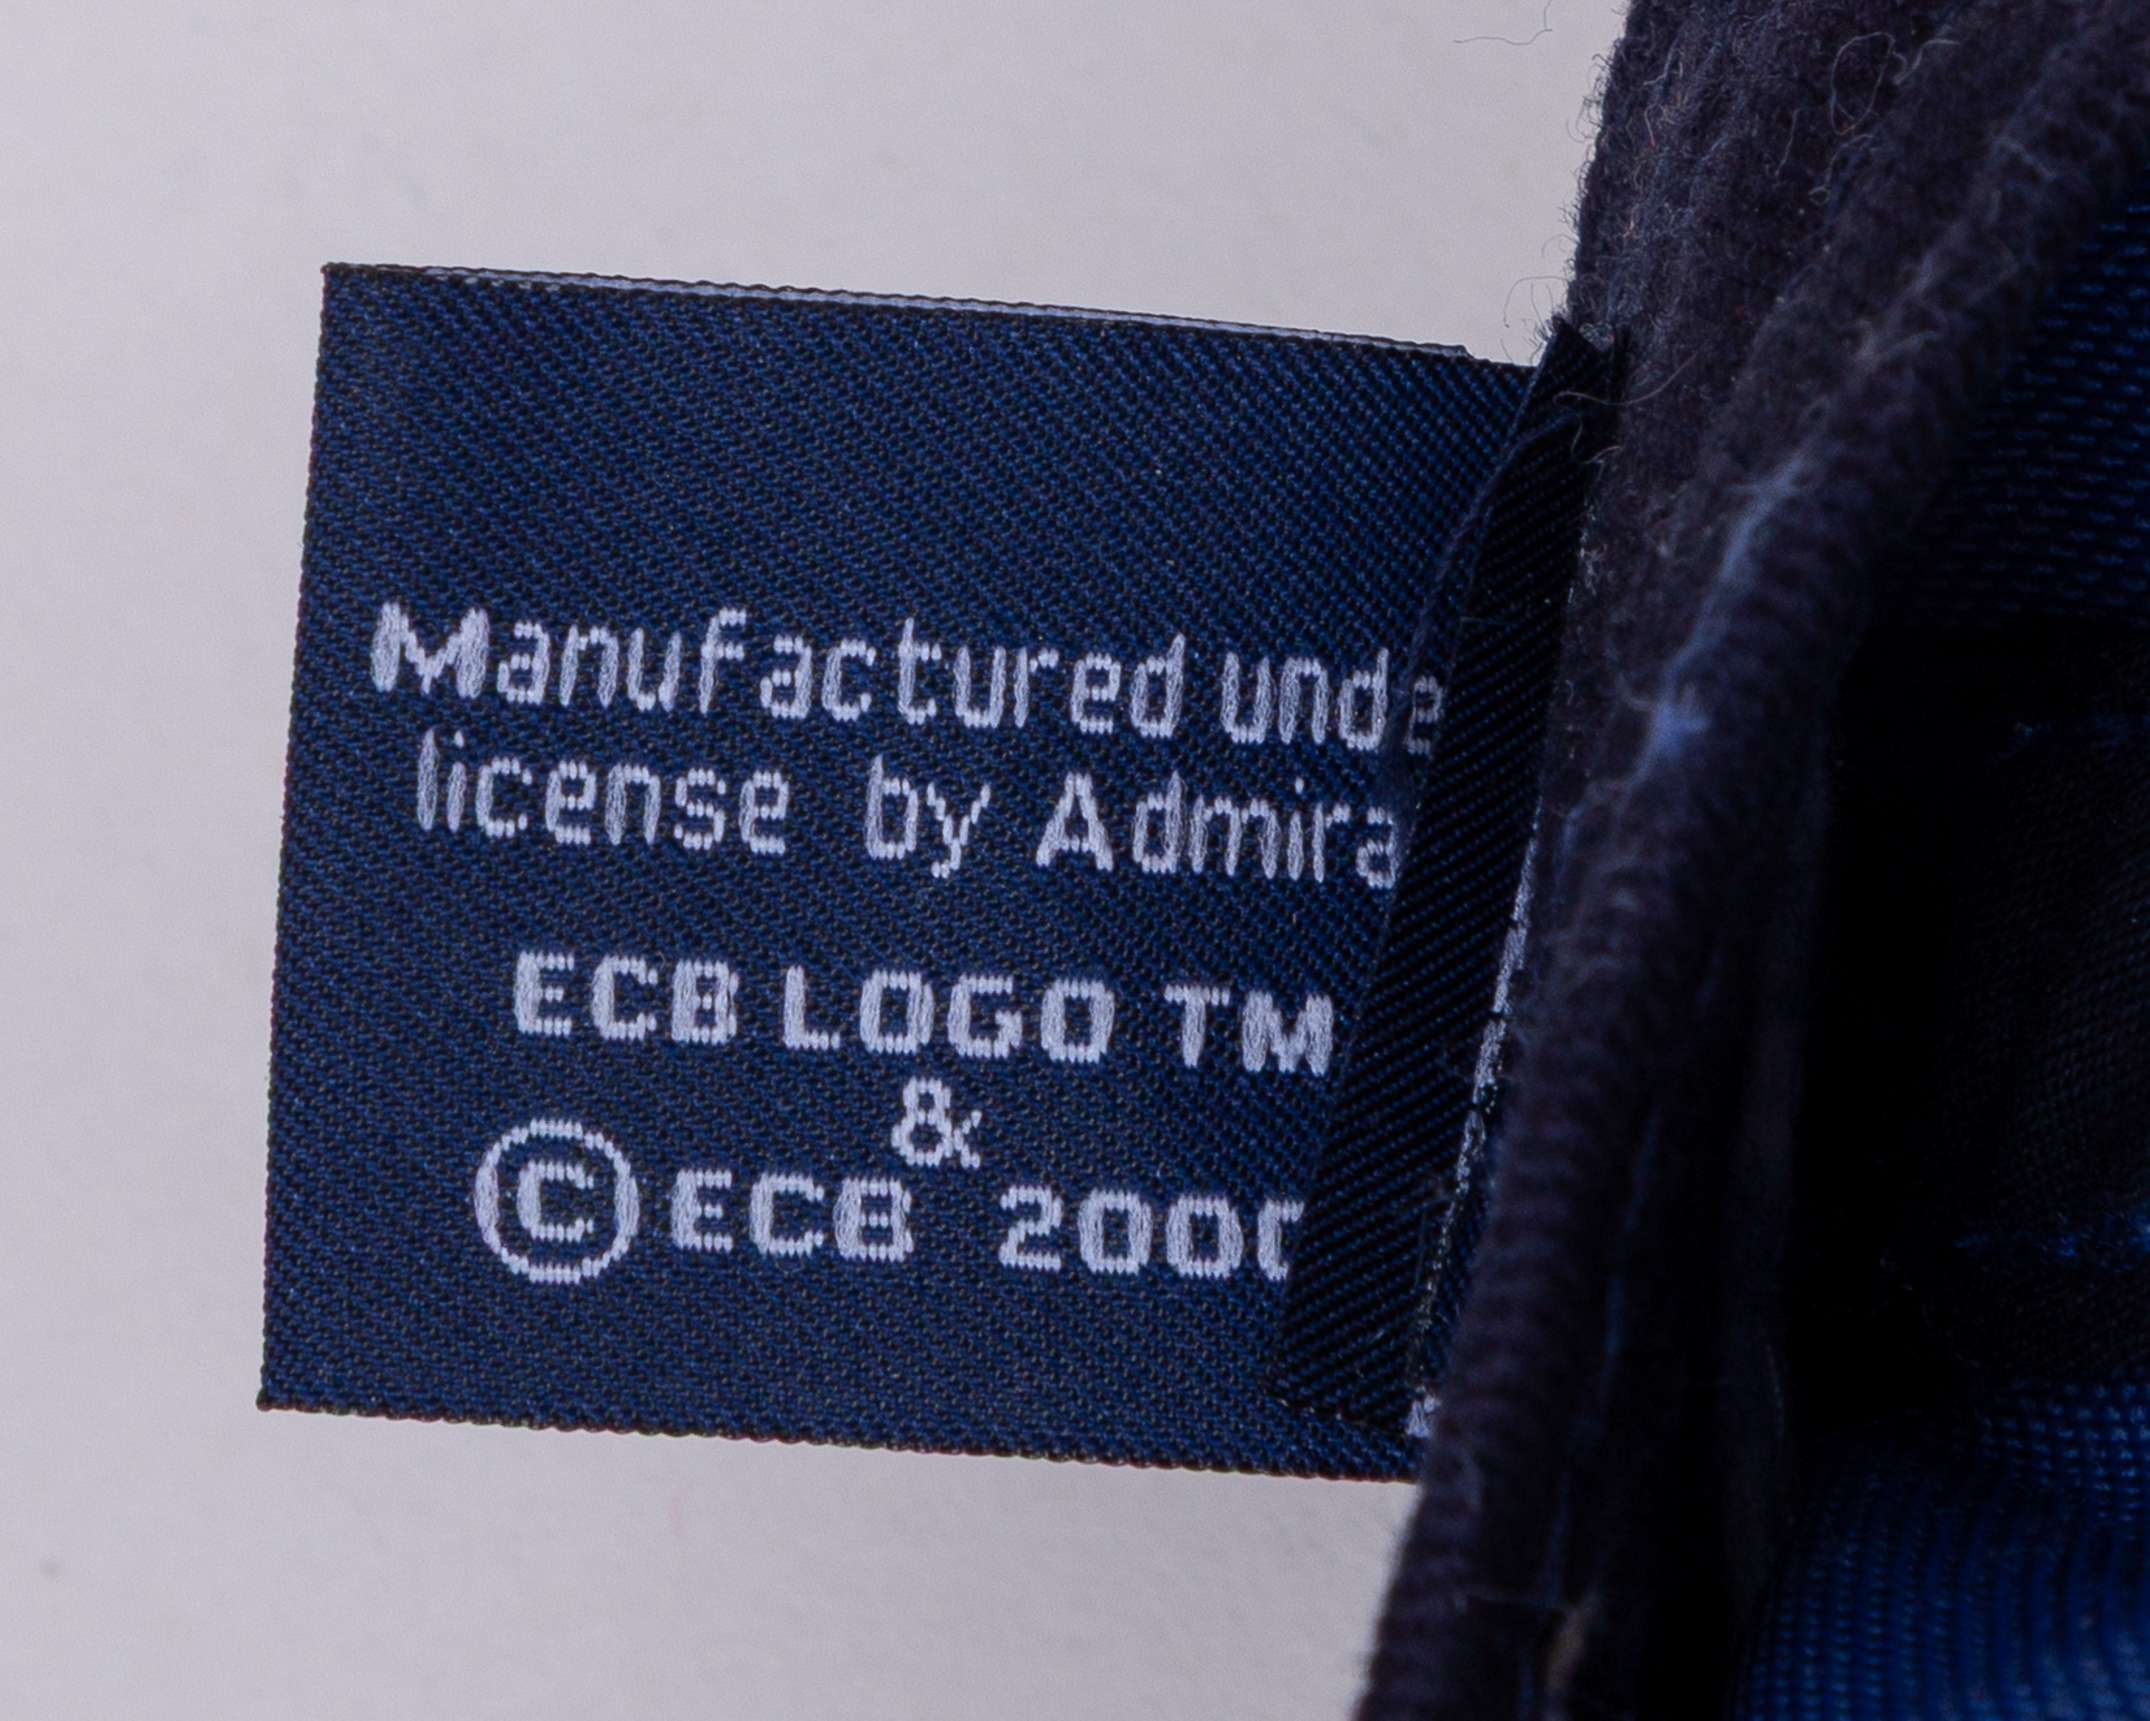 Manufactured unde
license by Admira
ECB LOGO TM
&
© ECB 2000